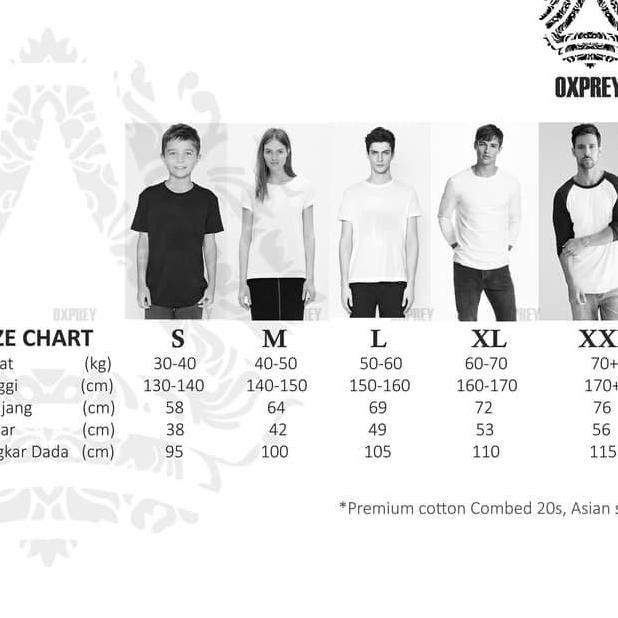 OXPREY
OXPREY OXPREY PREY
ZE CHART S M L XL XX
at (kg) 30-40 40-50 50-60 60-70 70+
ggi (cm) 130-140 140-150 150-160 160-170 170+
jang (cm) 58 64 69 72 76
ar (cm) 38 42 49 53 56
gkar Dada (cm) 95 100 105 110 115
*Premium cotton Combed 20s, Asian s